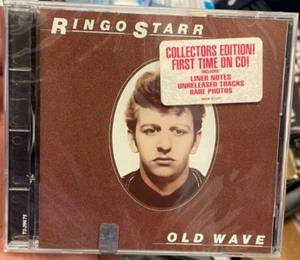 RINGO STARR
COLLECTORS EDITION!
FIRST TIME ON CD!
INCLUDES
LINER NOTES
UNRELEASED TRACKS
RARE PHOTOS
OLD WAVE